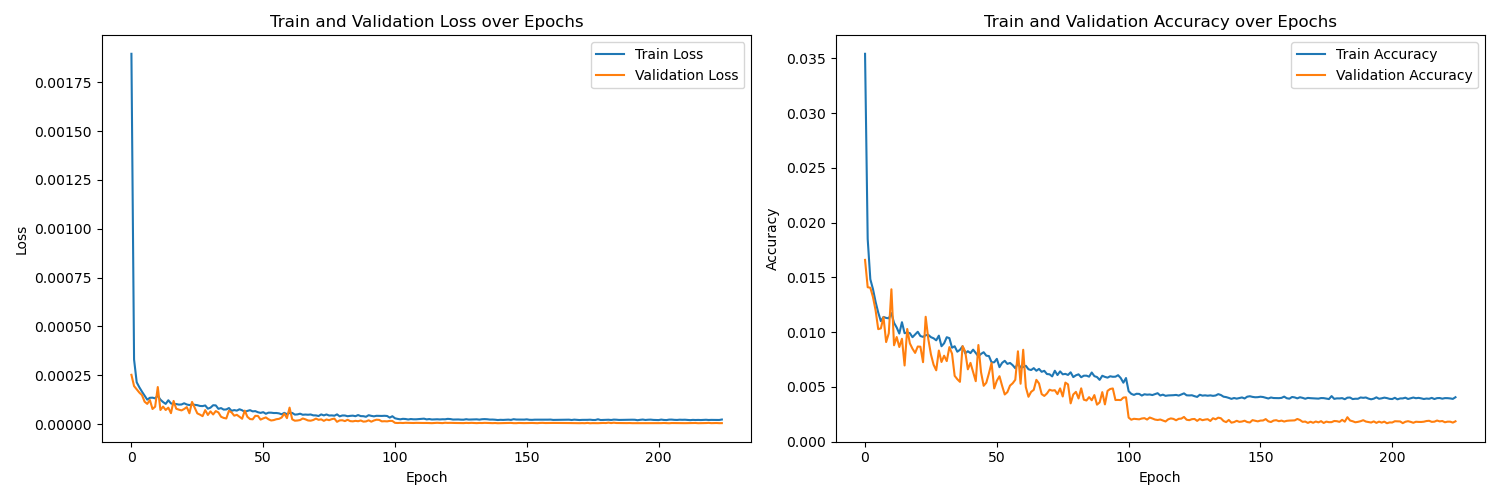 Train and Validation Loss over Epochs
Train Loss
Validation Loss
0.00175
0.00150
0.00125
0.00100
0.00075
0.00050
0.00025
0.00000
Loss
0 50 100 150 200
Epoch
Train and Validation Accuracy over Epochs
Train Accuracy
Validation Accuracy
0.035
0.030
0.025
0.020
0.015
0.010
0.005
0.000
Accuracy
0 50 100 150 200
Epoch